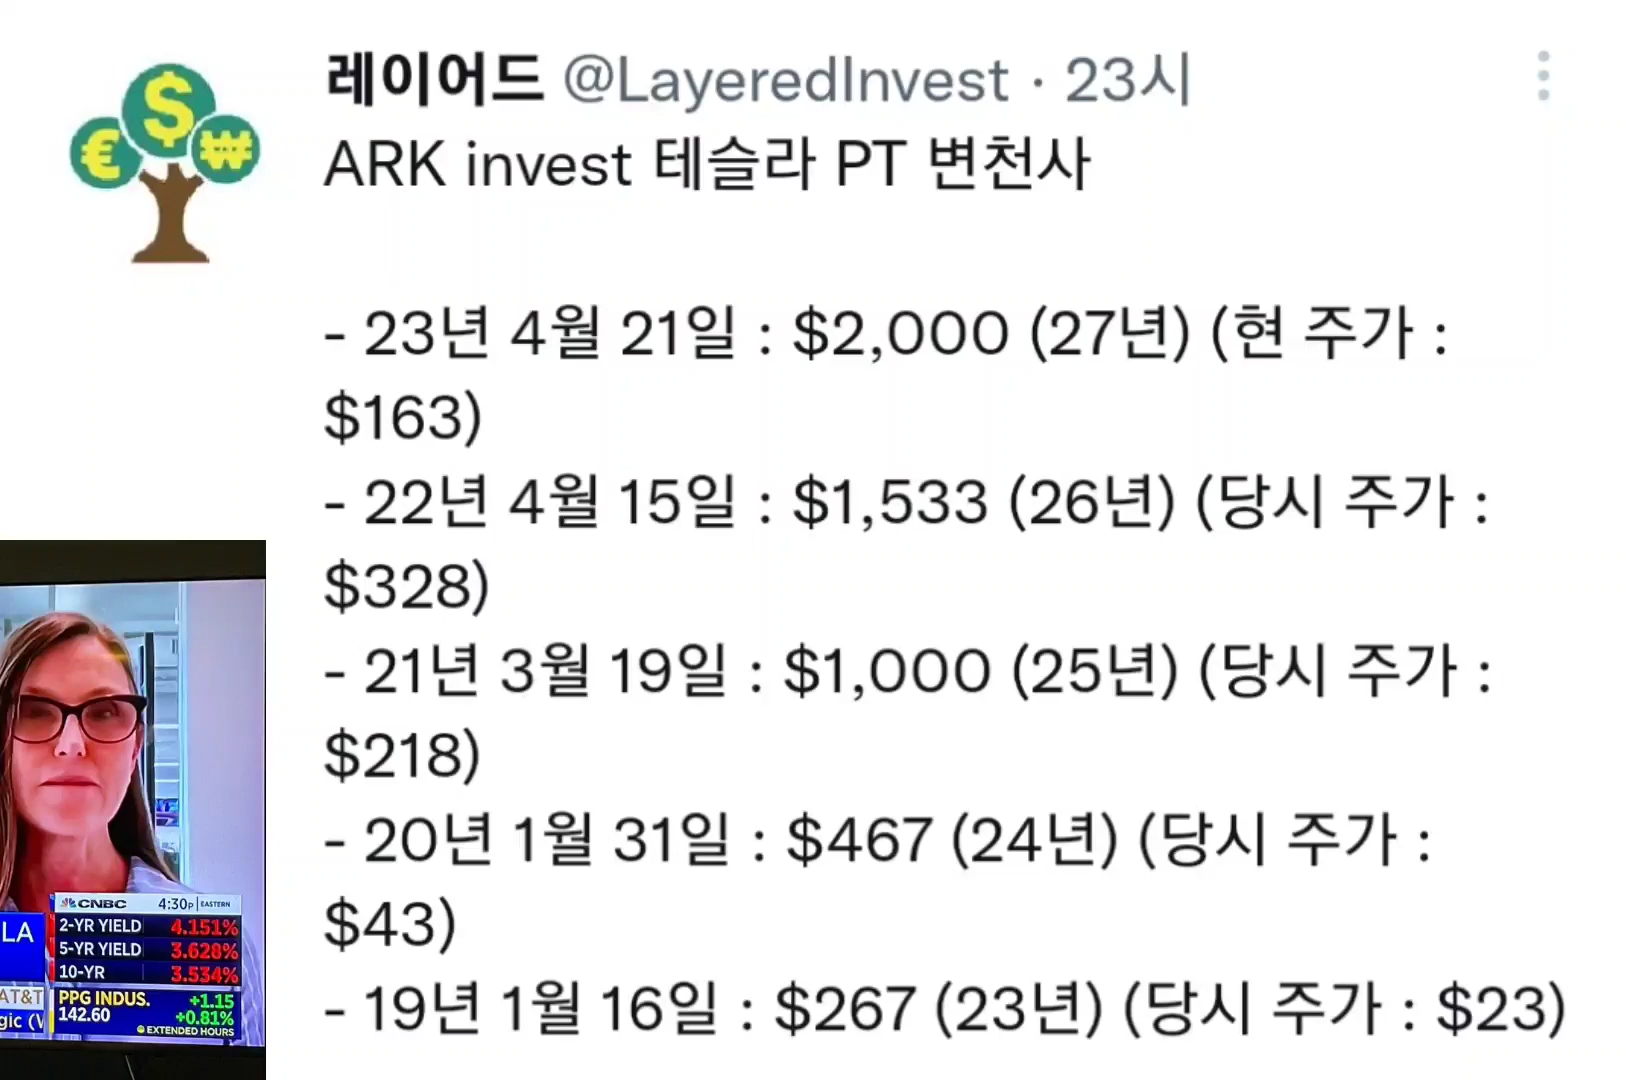 레이어드 @LayeredInvest · 23시
ARK invest 테슬라 PT 변천사
- 23년 4월 21일 : $2,000 (27년) (현 주가 :
$163)
- 22년 4월 15일 : $1,533 (26년) (당시 주가 :
$328)
- 21년 3월 19일 : $1,000 (25년) (당시 주가 :
$218)
- 20년 1월 31일 : $467 (24년) (당시 주가 :
$43)
- 19년 1월 16일 : $267 (23년) (당시 주가 : $23)
$
€ ₩
CNBC 4:30P EASTERN
LA
2-YR YIELD 4.151%
5-YR YIELD 3.628%
10-YR 3.534%
AT&T
PPG INDUS. +1.15
142.60 +0.81%
EXTENDED HOURS